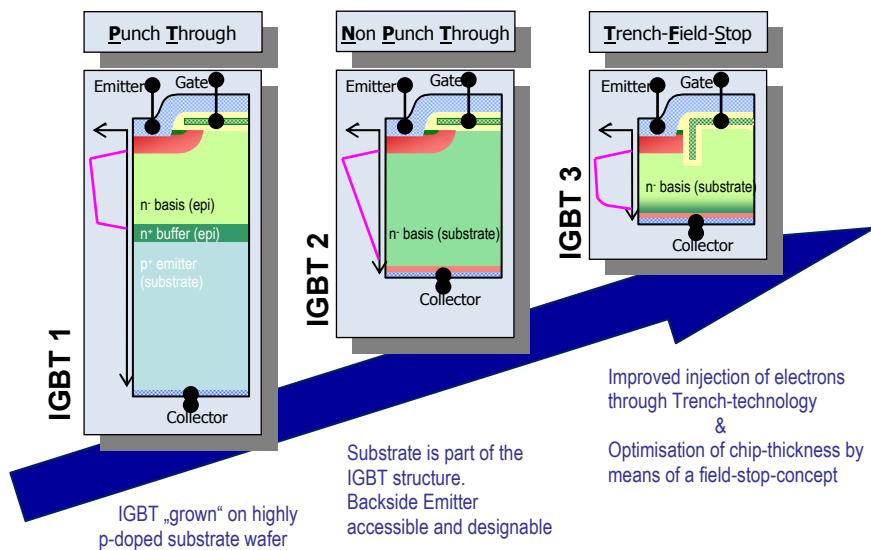 Punch Through
Non Punch Through
Trench-Field-Stop
Emitter
Gate
n- basis (epi)
n+ buffer (epi)
p+ emitter
(substrate)
Collector
IGBT 1
Emitter
Gate
n- basis (substrate)
Collector
IGBT 2
Emitter
Gate
n- basis (substrate)
Collector
IGBT 3
IGBT „grown“ on highly
p-doped substrate wafer
Substrate is part of the
IGBT structure.
Backside Emitter
accessible and designable
Improved injection of electrons
through Trench-technology
&
Optimisation of chip-thickness by
means of a field-stop-concept